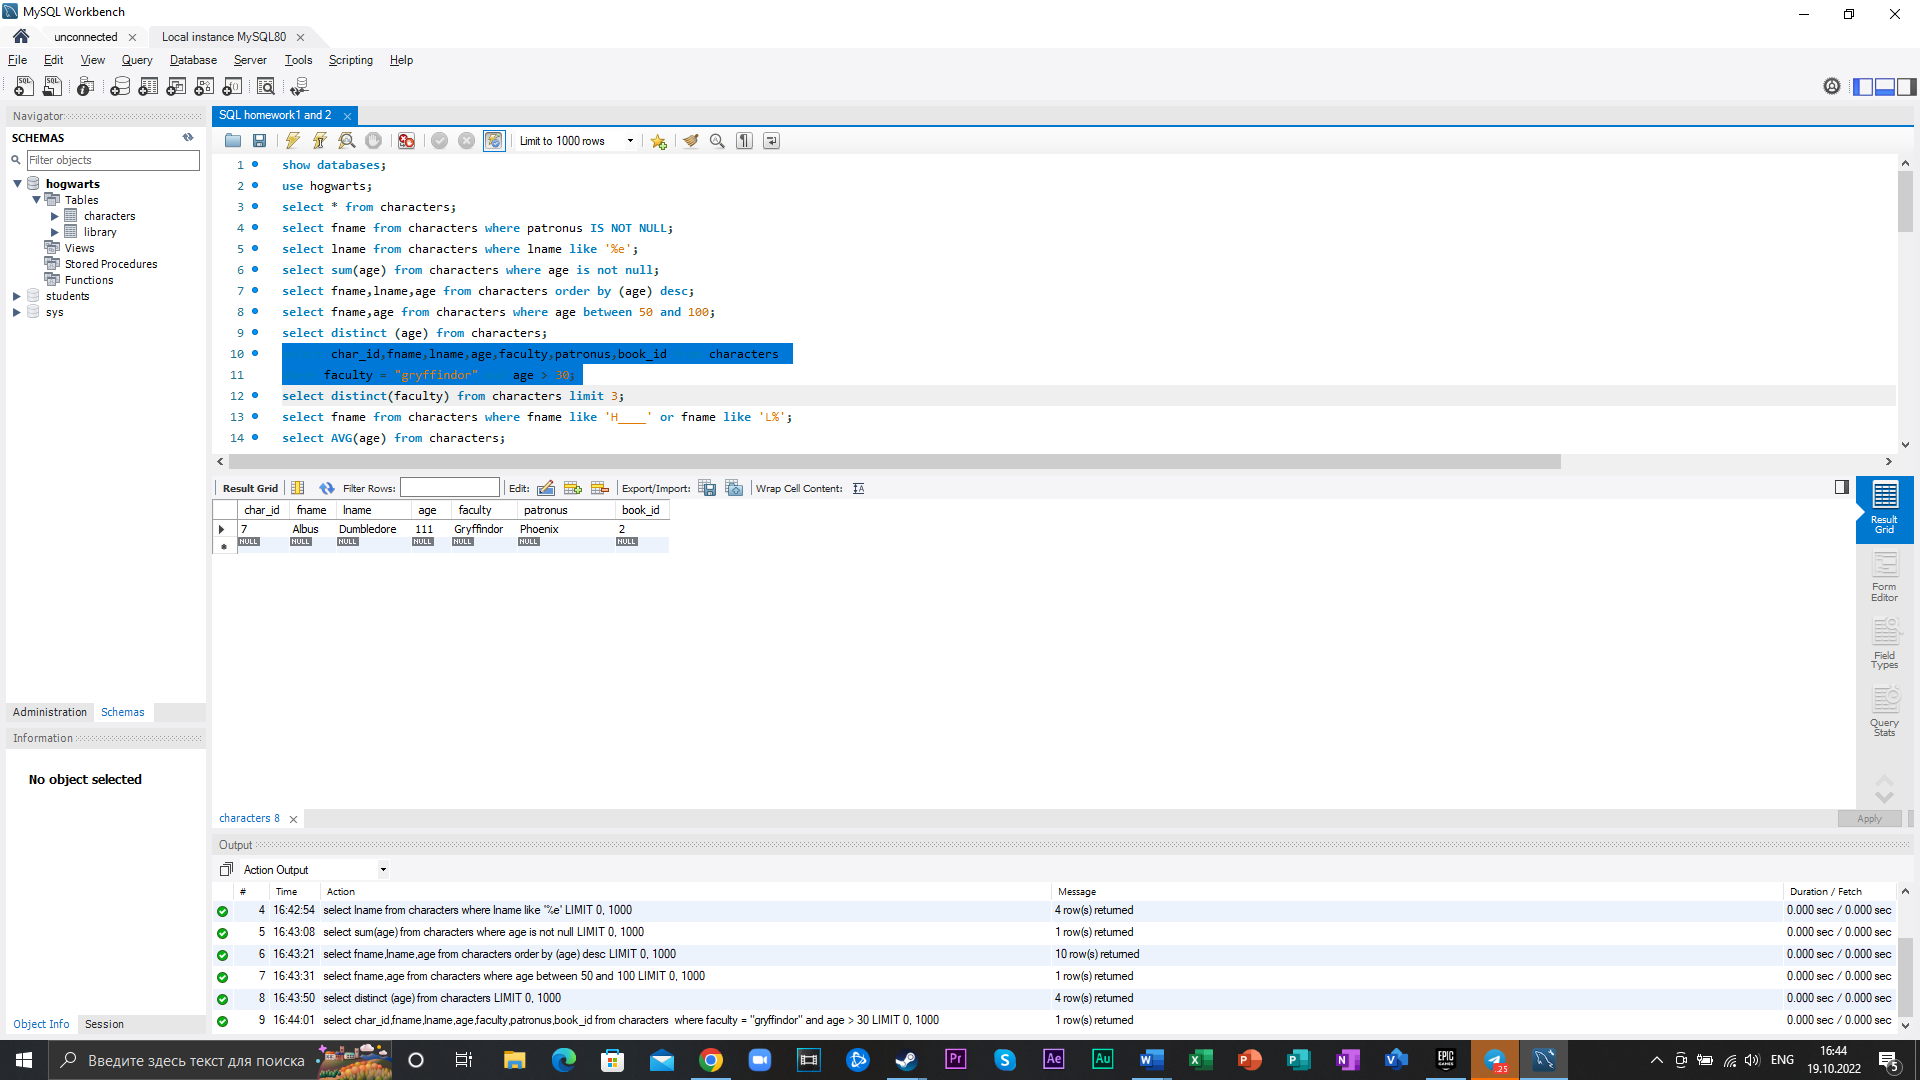 MySQL Workbench
unconnected
Local instance MySQL80
File Edit View Query Database Server Tools Scripting Help
Navigator
SCHEMAS
Filter objects
hogwarts
Tables
characters
library
Views
Stored Procedures
Functions
students
sys
Administration Schemas
Information
No object selected
Object Info Session
SQL homework1 and 2
Limit to 1000 rows
1 show databases;
2 use hogwarts;
3 select * from characters;
4 select fname from characters where patronus IS NOT NULL;
5 select lname from characters where lname like '%e';
6 select sum(age) from characters where age is not null;
7 select fname,lname,age from characters order by (age) desc;
8 select fname,age from characters where age between 50 and 100;
9 select distinct (age) from characters;
10 char_id,fname,lname,age,faculty,patronus,book_id characters
11 faculty = "gryffindor" age > 30;
12 select distinct(faculty) from characters limit 3;
13 select fname from characters where fname like 'H____' or fname like 'L%';
14 select AVG(age) from characters;
Result Grid Filter Rows: Edit: Export/Import: Wrap Cell Content:
char_id fname lname age faculty patronus book_id
7 Albus Dumbledore 111 Gryffindor Phoenix 2
NULL NULL NULL NULL NULL NULL NULL
Result Grid
Form Editor
Field Types
Query Stats
characters 8
Apply
Output
Action Output
# Time Action Message Duration / Fetch
4 16:42:54 select lname from characters where lname like '%e' LIMIT 0, 1000 4 row(s) returned 0.000 sec / 0.000 sec
5 16:43:08 select sum(age) from characters where age is not null LIMIT 0, 1000 1 row(s) returned 0.000 sec / 0.000 sec
6 16:43:21 select fname,lname,age from characters order by (age) desc LIMIT 0, 1000 10 row(s) returned 0.000 sec / 0.000 sec
7 16:43:31 select fname,age from characters where age between 50 and 100 LIMIT 0, 1000 1 row(s) returned 0.000 sec / 0.000 sec
8 16:43:50 select distinct (age) from characters LIMIT 0, 1000 4 row(s) returned 0.000 sec / 0.000 sec
9 16:44:01 select char_id,fname,lname,age,faculty,patronus,book_id from characters where faculty = "gryffindor" and age > 30 LIMIT 0, 1000 1 row(s) returned 0.000 sec / 0.000 sec
Введите здесь текст для поиска
Pr
Ae
Au
EPIC GAMES
25
ENG
16:44
19.10.2022
5